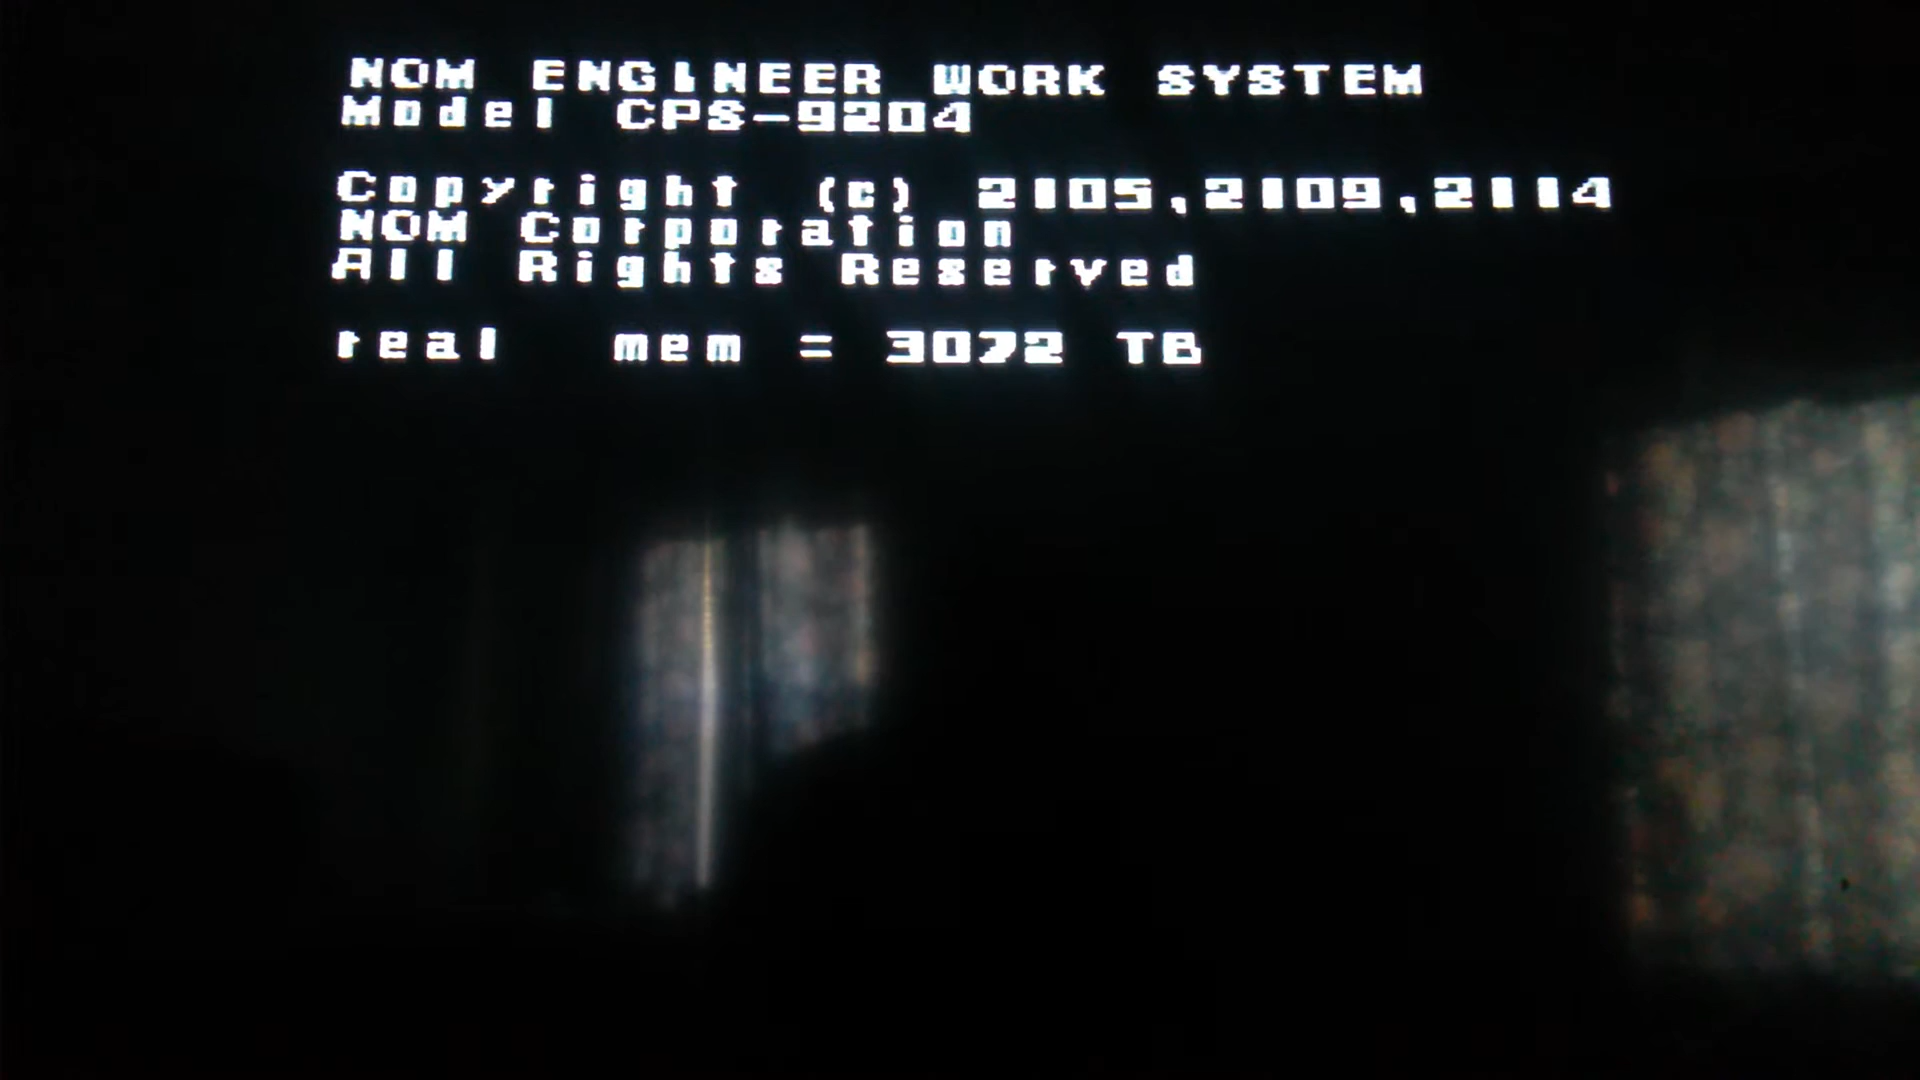 NOM ENGINEER WORK SYSTEM
Model CPS-9204
Copyright (c) 2105,2109,2114
NOM Corporation
All Rights Reserved
real mem = 3072 TB